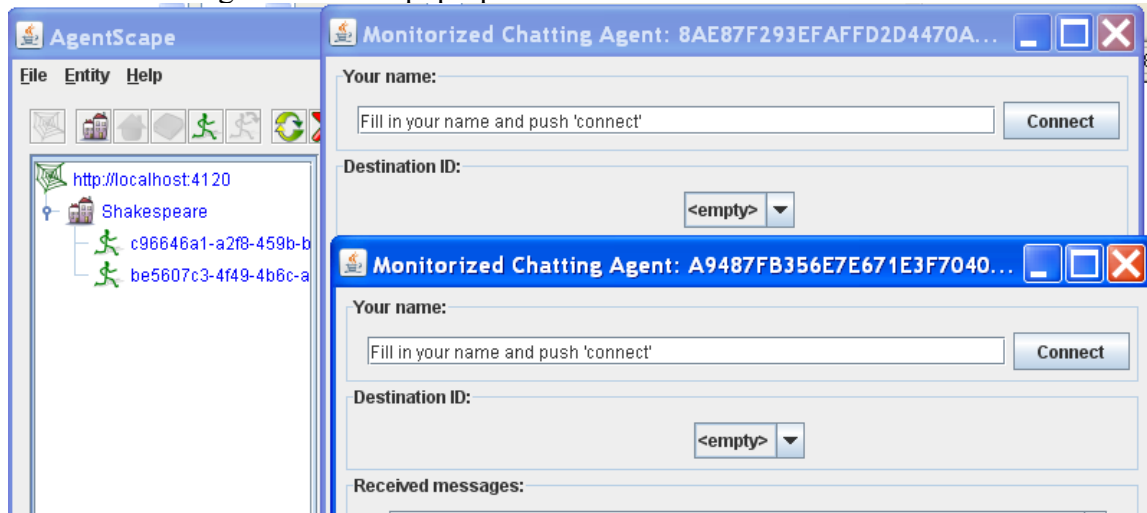 AgentScape
File Entity Help
http://localhost:4120
Shakespeare
c96646a1-a2f8-459b-b
be5607c3-4f49-4b6c-a
Monitorized Chatting Agent: 8AE87F293EFAFFD2D4470A...
Your name:
Fill in your name and push 'connect'
Connect
Destination ID:
<empty>
Monitorized Chatting Agent: A9487FB356E7E671E3F7040...
Your name:
Fill in your name and push 'connect'
Connect
Destination ID:
<empty>
Received messages: